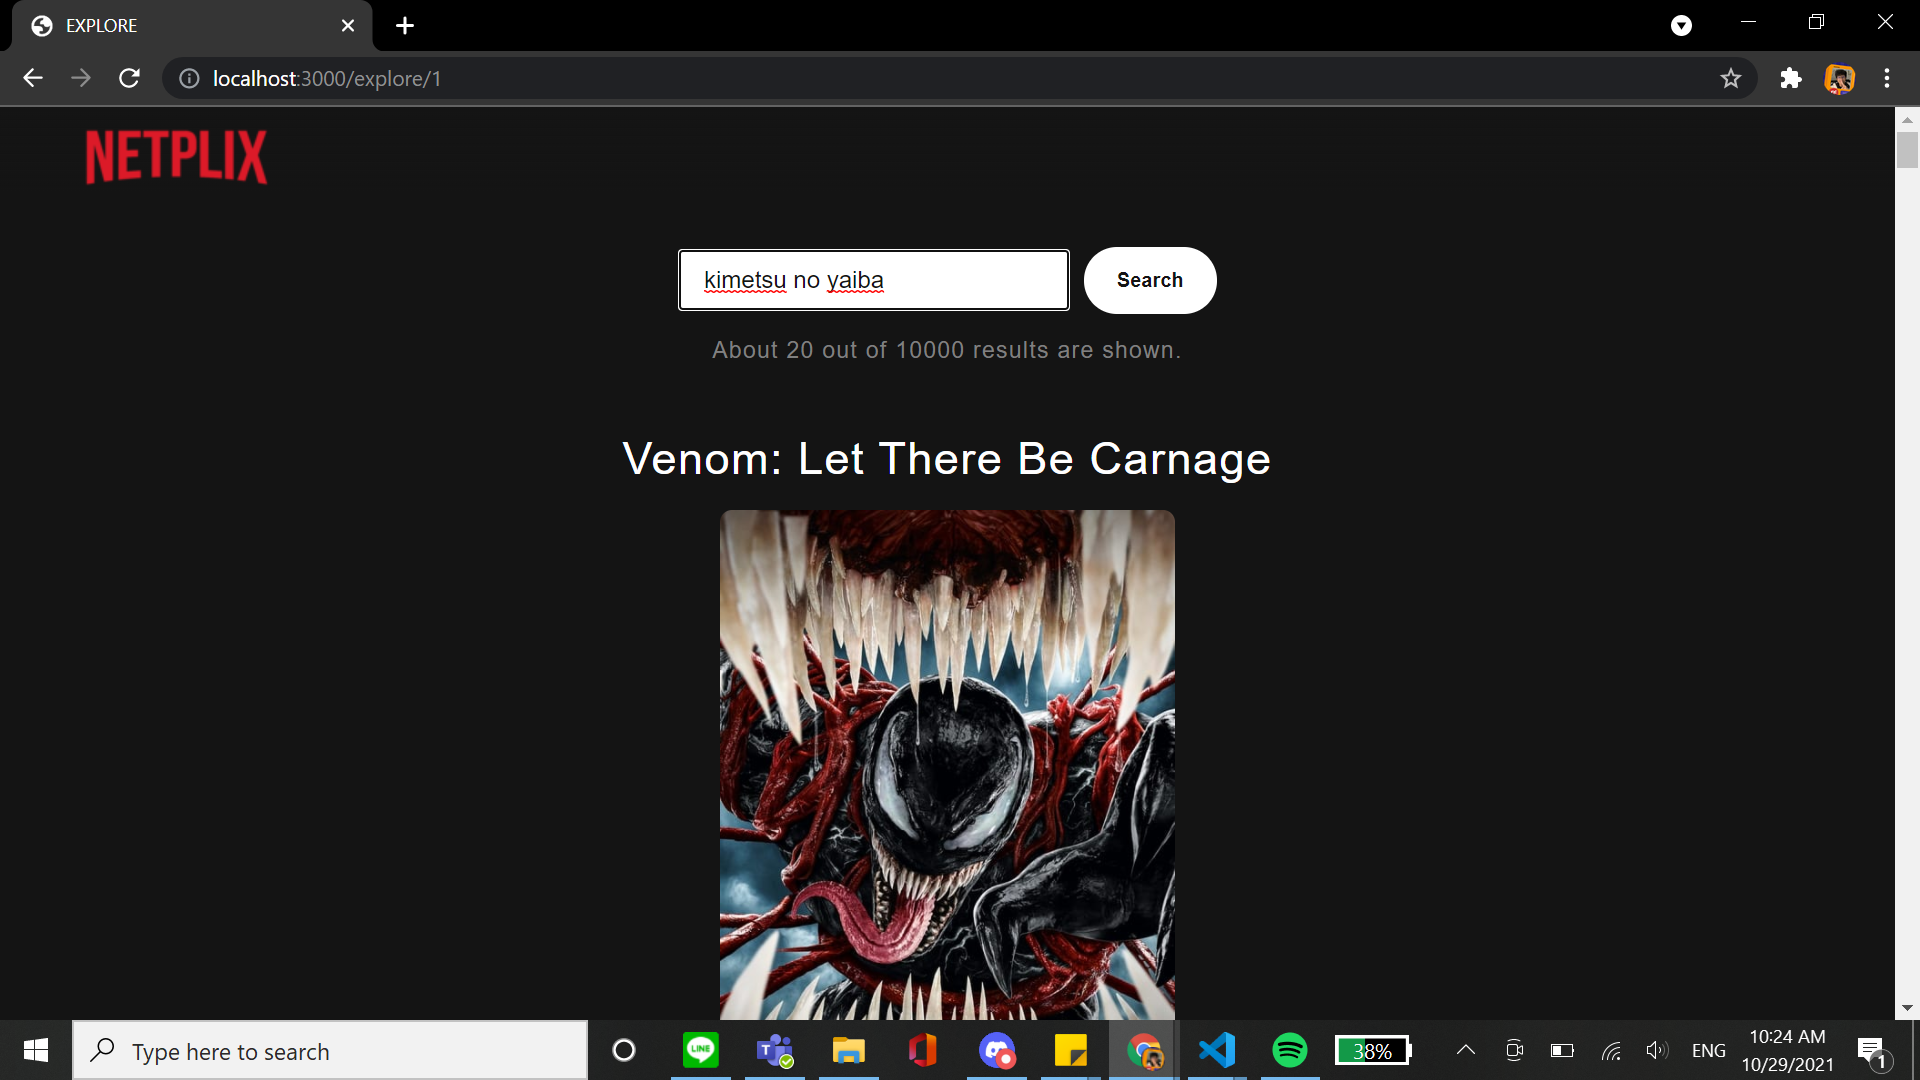 EXPLORE
localhost:3000/explore/1
NETPLIX
kimetsu no yaiba
Search
About 20 out of 10000 results are shown.
Venom: Let There Be Carnage
Type here to search
LINE
38%
ENG
10:24 AM
10/29/2021
1